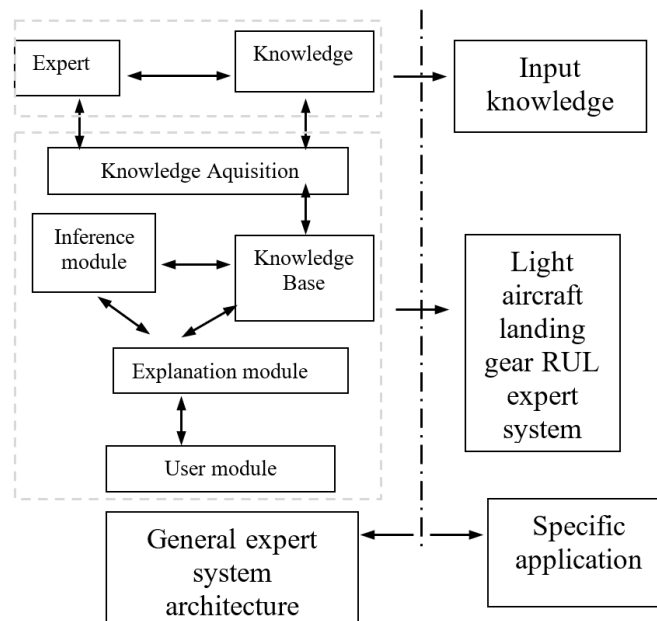 Expert
Knowledge
Input
knowledge
Knowledge Aquisition
Inference
module
Knowledge
Base
Light
aircraft
landing
gear RUL
expert
system
Explanation module
User module
General expert
system
architecture
Specific
application